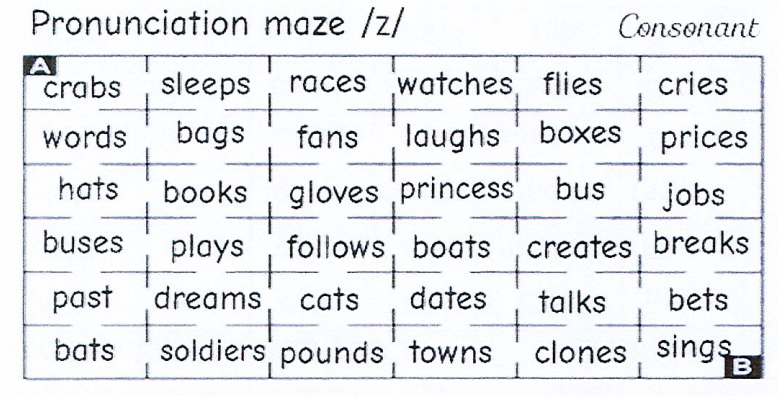 Pronunciation maze /z/ Consonant
A
crabs sleeps races watches flies cries
words bags fans laughs boxes prices
hats books gloves princess bus jobs
buses plays follows boats creates breaks
past dreams cats dates talks bets
bats soldiers pounds towns clones sings
B